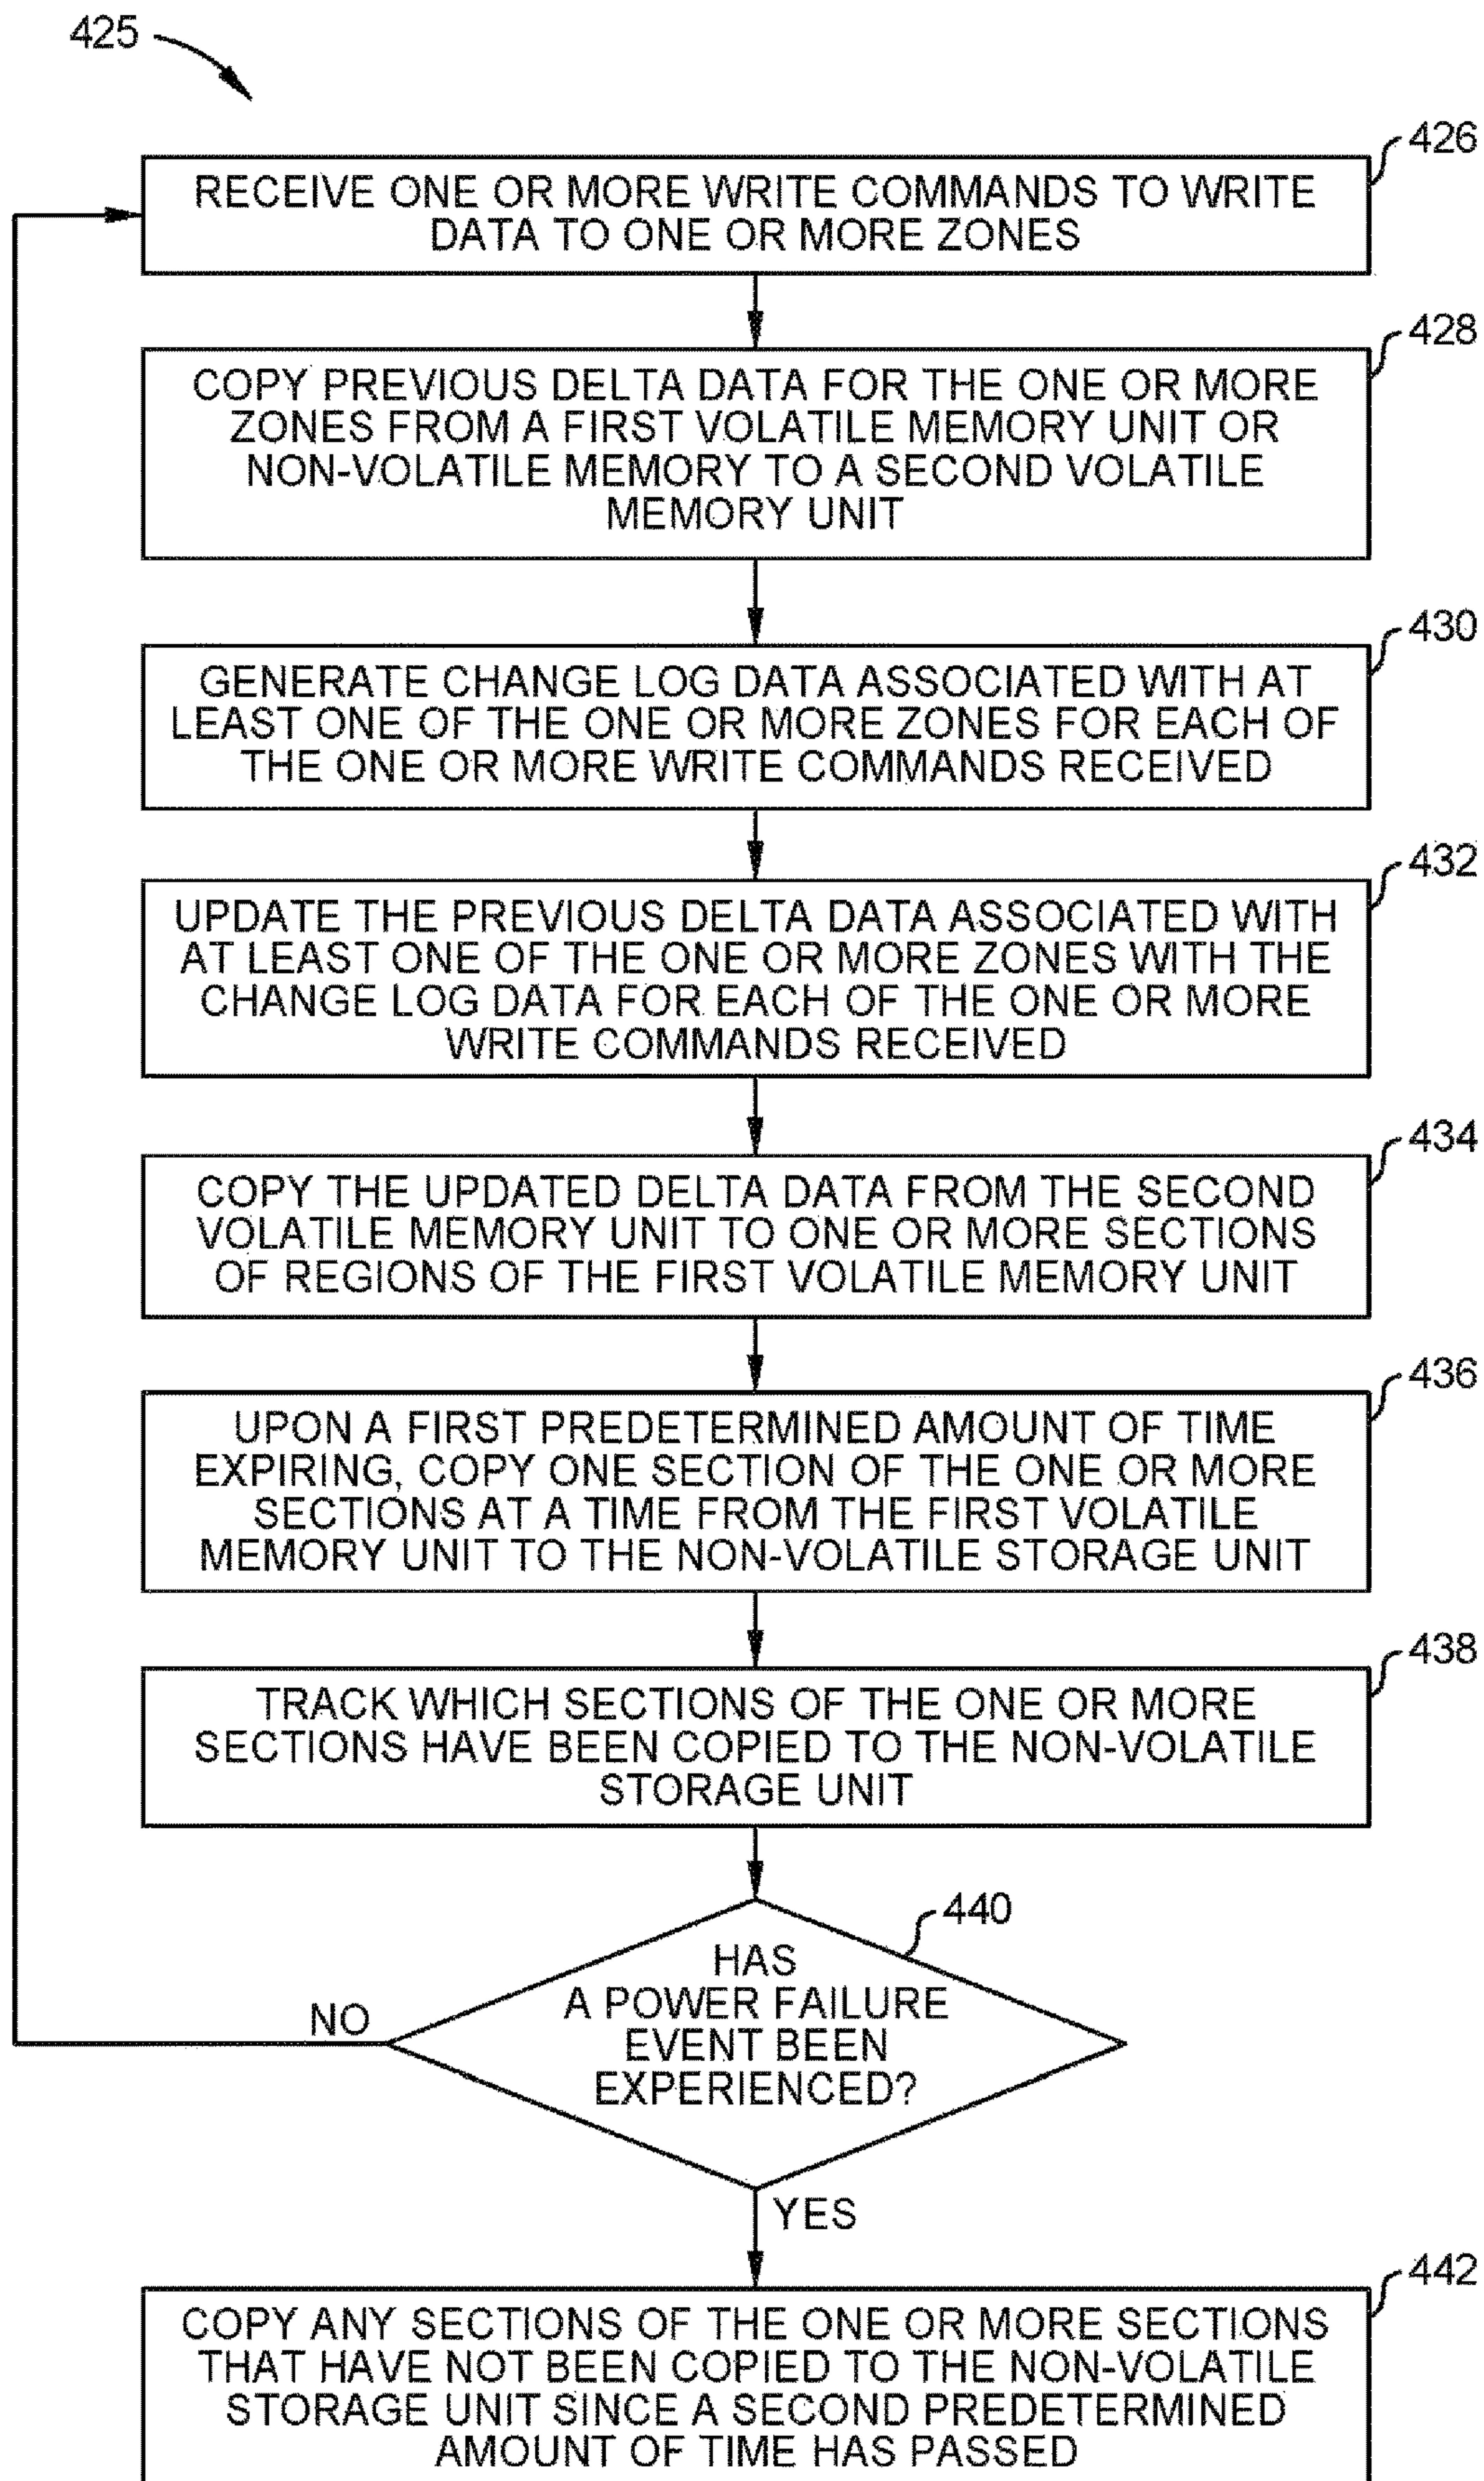 425
426
RECEIVE ONE OR MORE WRITE COMMANDS TO WRITE
DATA TO ONE OR MORE ZONES
428
COPY PREVIOUS DELTA DATA FOR THE ONE OR MORE
ZONES FROM A FIRST VOLATILE MEMORY UNIT OR
NON-VOLATILE MEMORY TO A SECOND VOLATILE
MEMORY UNIT
430
GENERATE CHANGE LOG DATA ASSOCIATED WITH AT
LEAST ONE OF THE ONE OR MORE ZONES FOR EACH OF
THE ONE OR MORE WRITE COMMANDS RECEIVED
432
UPDATE THE PREVIOUS DELTA DATA ASSOCIATED WITH
AT LEAST ONE OF THE ONE OR MORE ZONES WITH THE
CHANGE LOG DATA FOR EACH OF THE ONE OR MORE
WRITE COMMANDS RECEIVED
434
COPY THE UPDATED DELTA DATA FROM THE SECOND
VOLATILE MEMORY UNIT TO ONE OR MORE SECTIONS
OF REGIONS OF THE FIRST VOLATILE MEMORY UNIT
436
UPON A FIRST PREDETERMINED AMOUNT OF TIME
EXPIRING, COPY ONE SECTION OF THE ONE OR MORE
SECTIONS AT A TIME FROM THE FIRST VOLATILE
MEMORY UNIT TO THE NON-VOLATILE STORAGE UNIT
438
TRACK WHICH SECTIONS OF THE ONE OR MORE
SECTIONS HAVE BEEN COPIED TO THE NON-VOLATILE
STORAGE UNIT
440
HAS
A POWER FAILURE
EVENT BEEN
EXPERIENCED?
NO
YES
442
COPY ANY SECTIONS OF THE ONE OR MORE SECTIONS
THAT HAVE NOT BEEN COPIED TO THE NON-VOLATILE
STORAGE UNIT SINCE A SECOND PREDETERMINED
AMOUNT OF TIME HAS PASSED